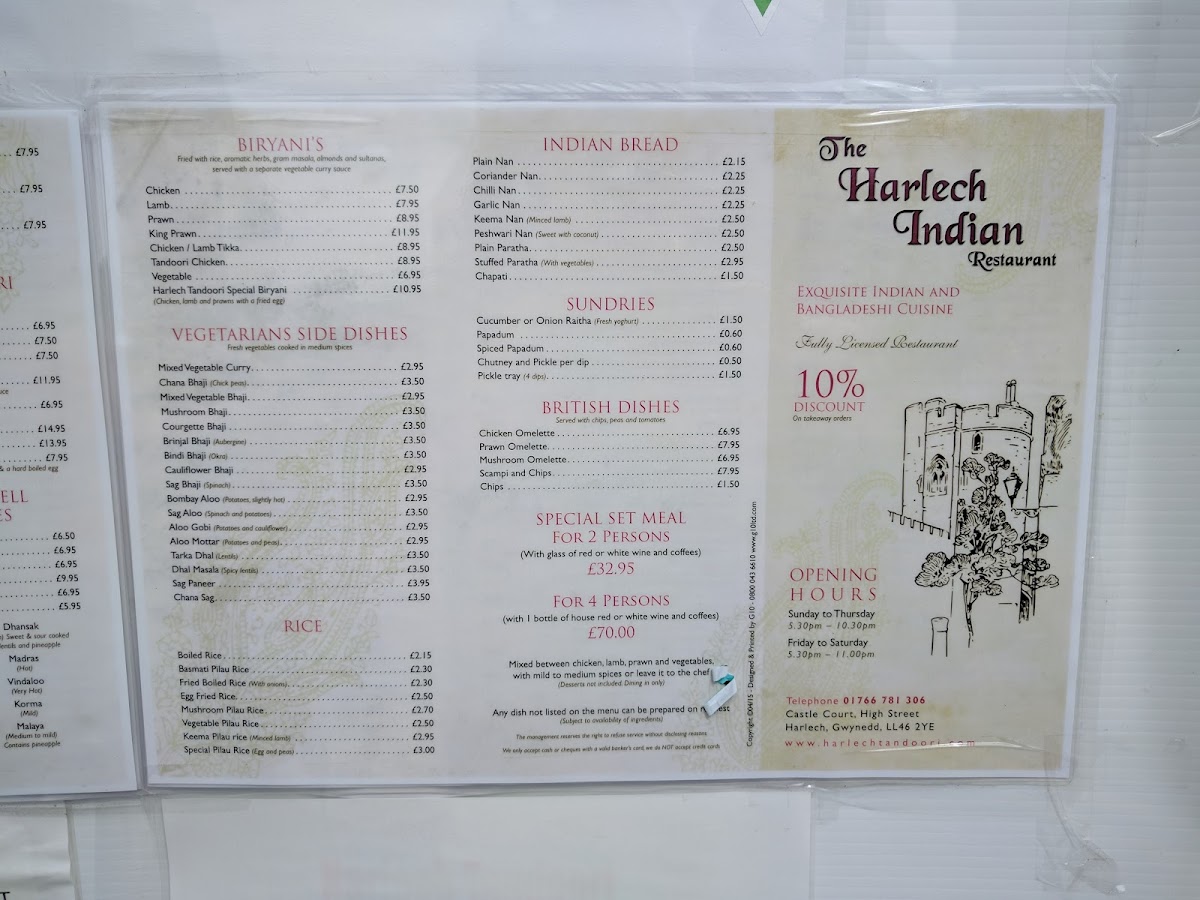 £7.95
£7.95
£7.95
RI
£6.95
£7.50
£7.50
£11.95
£6.95
£14.95
£13.95
£7.95
& a hard boiled egg
ELL
ES
£6.50
£6.95
£6.95
£9.95
£6.95
£5.95
Dhansak
Sweet & sour cooked
lentils and pineapple
Madras
(Hot)
Vindaloo
(Very Hot)
Korma
(Mild)
Malaya
(Medium to mild)
Contains pineapple
BIRYANI'S
Fried with rice, aromatic herbs, gram masala, almonds and sultanas,
served with a separate vegetable curry sauce
Chicken £7.50
Lamb £7.95
Prawn £8.95
King Prawn £11.95
Chicken / Lamb Tikka £8.95
Tandoori Chicken £8.95
Vegetable £6.95
Harlech Tandoori Special Biryani £10.95
(Chicken, lamb and prawns with a fried egg)
VEGETARIANS SIDE DISHES
Fresh vegetables cooked in medium spices
Mixed Vegetable Curry £2.95
Chana Bhaji (Chick peas) £3.50
Mixed Vegetable Bhaji £2.95
Mushroom Bhaji £3.50
Courgette Bhaji £3.50
Brinjal Bhaji (Aubergine) £3.50
Bindi Bhaji (Okra) £3.50
Cauliflower Bhaji £2.95
Sag Bhaji (Spinach) £3.50
Bombay Aloo (Potatoes, slightly hot) £2.95
Sag Aloo (Spinach and potatoes) £3.50
Aloo Gobi (Potatoes and cauliflower) £2.95
Aloo Mottar (Potatoes and peas) £2.95
Tarka Dhal (Lentils) £3.50
Dhal Masala (Spicy lentils) £3.50
Sag Paneer £3.95
Chana Sag £3.50
RICE
Boiled Rice £2.15
Basmati Pilau Rice £2.30
Fried Boiled Rice (With onions) £2.30
Egg Fried Rice £2.50
Mushroom Pilau Rice £2.70
Vegetable Pilau Rice £2.50
Keema Pilau rice (Minced lamb) £2.95
Special Pilau Rice (Egg and peas) £3.00
INDIAN BREAD
Plain Nan £2.15
Coriander Nan £2.25
Chilli Nan £2.25
Garlic Nan £2.25
Keema Nan (Minced lamb) £2.50
Peshwari Nan (Sweet with coconut) £2.50
Plain Paratha £2.50
Stuffed Paratha (With vegetables) £2.95
Chapati £1.50
SUNDRIES
Cucumber or Onion Raitha (Fresh yoghurt) £1.50
Papadum £0.60
Spiced Papadum £0.60
Chutney and Pickle per dip £0.50
Pickle tray (4 dips) £1.50
BRITISH DISHES
Served with chips, peas and tomatoes
Chicken Omelette £6.95
Prawn Omelette £7.95
Mushroom Omelette £6.95
Scampi and Chips £7.95
Chips £1.50
SPECIAL SET MEAL
FOR 2 PERSONS
(With glass of red or white wine and coffees)
£32.95
FOR 4 PERSONS
(with 1 bottle of house red or white wine and coffees)
£70.00
Mixed between chicken, lamb, prawn and vegetables,
with mild to medium spices or leave it to the chef
(Desserts not included. Dining in only)
Any dish not listed on the menu can be prepared on
(Subject to availability of ingredients)
The management reserves the right to refuse service without disclosing reasons
We only accept cash or cheques with a valid banker's card, we do NOT accept credit cards
Copyright ©04/15 - Designed & Printed by G10 - 0800 043 6610 www.g10ltd.com
The
Harlech
Indian
Restaurant
EXQUISITE INDIAN AND
BANGLADESHI CUISINE
Fully Licensed Restaurant
10%
DISCOUNT
On takeaway orders
OPENING
HOURS
Sunday to Thursday
5.30pm – 10.30pm
Friday to Saturday
5.30pm – 11.00pm
Telephone 01766 781 306
Castle Court, High Street
Harlech, Gwynedd, LL46 2YE
www.harlechtandoori.com